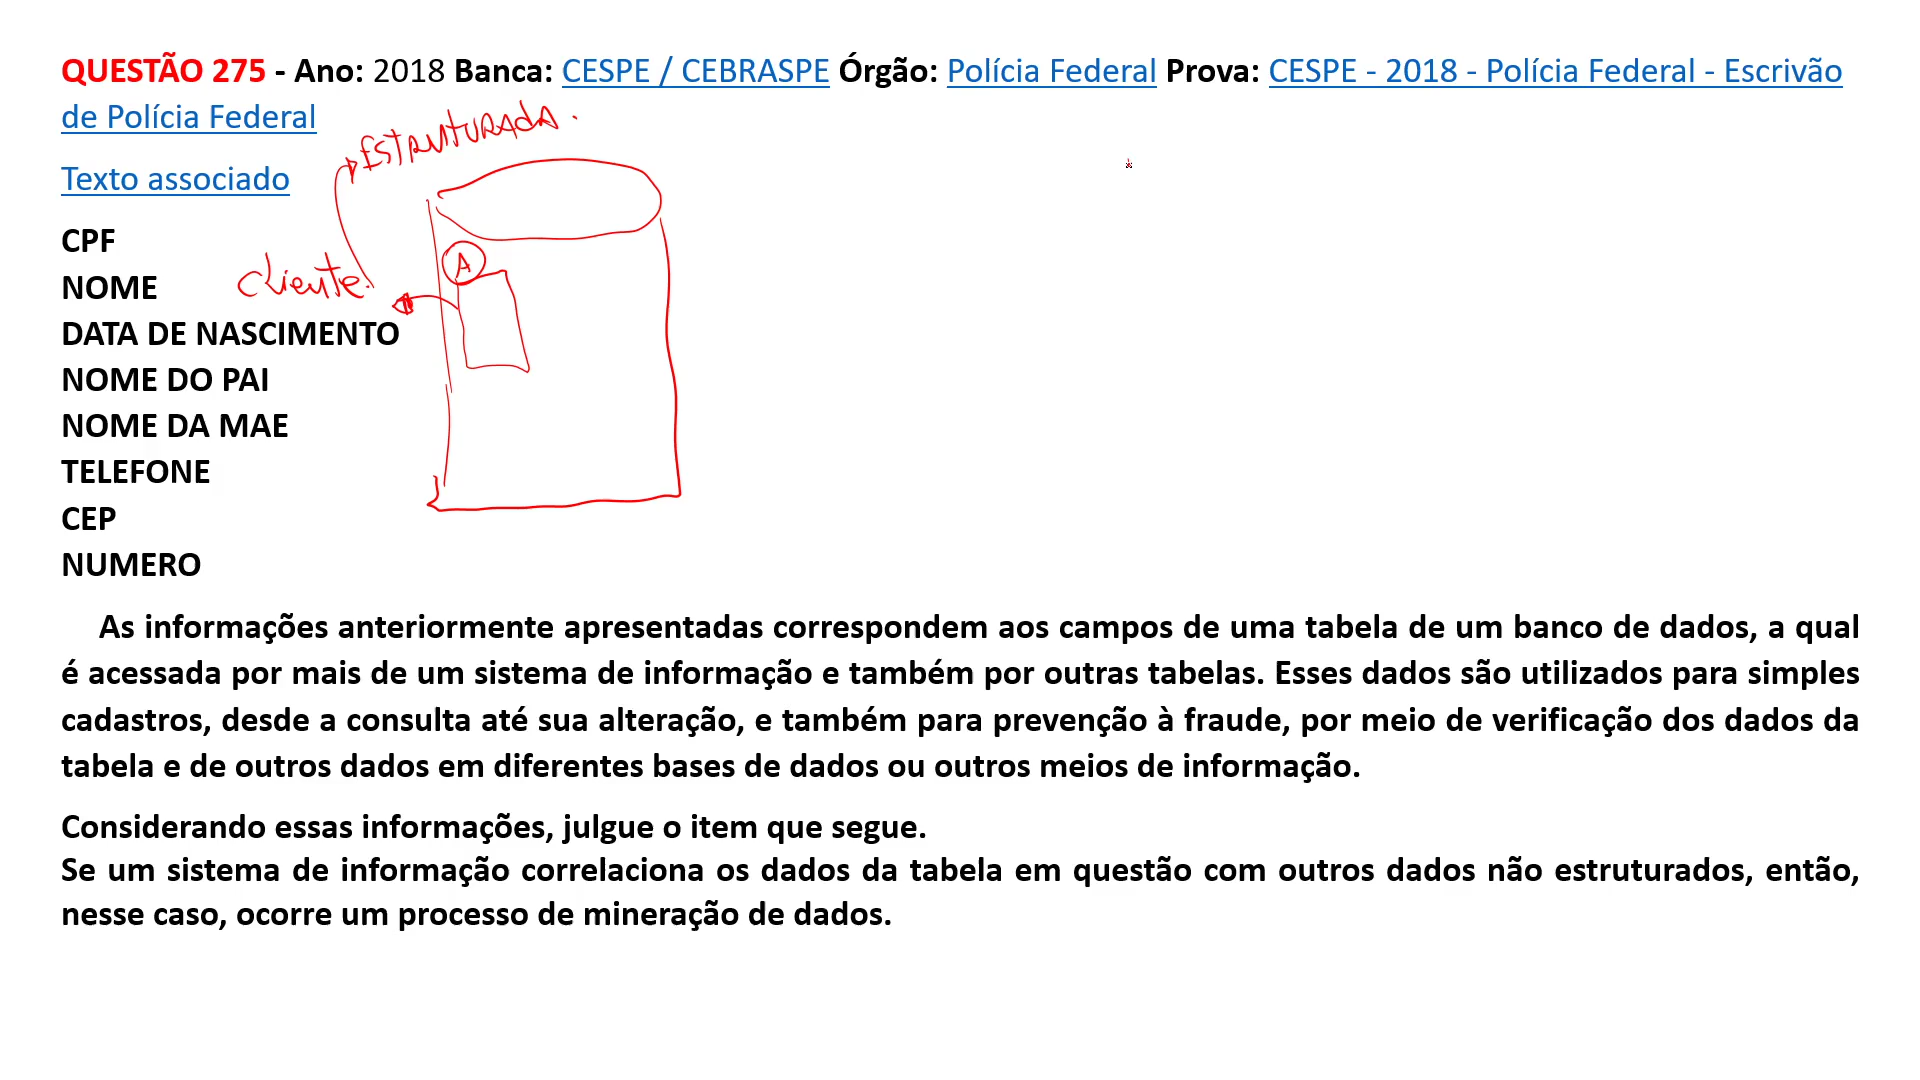 QUESTÃO 275 - Ano: 2018 Banca: CESPE / CEBRASPE Órgão: Polícia Federal Prova: CESPE - 2018 - Polícia Federal - Escrivão
de Polícia Federal
ESTRUTURADA.
Texto associado
CPF
A
NOME
Cliente.
DATA DE NASCIMENTO
NOME DO PAI
NOME DA MAE
TELEFONE
CEP
NUMERO
As informações anteriormente apresentadas correspondem aos campos de uma tabela de um banco de dados, a qual
é acessada por mais de um sistema de informação e também por outras tabelas. Esses dados são utilizados para simples
cadastros, desde a consulta até sua alteração, e também para prevenção à fraude, por meio de verificação dos dados da
tabela e de outros dados em diferentes bases de dados ou outros meios de informação.
Considerando essas informações, julgue o item que segue.
Se um sistema de informação correlaciona os dados da tabela em questão com outros dados não estruturados, então,
nesse caso, ocorre um processo de mineração de dados.